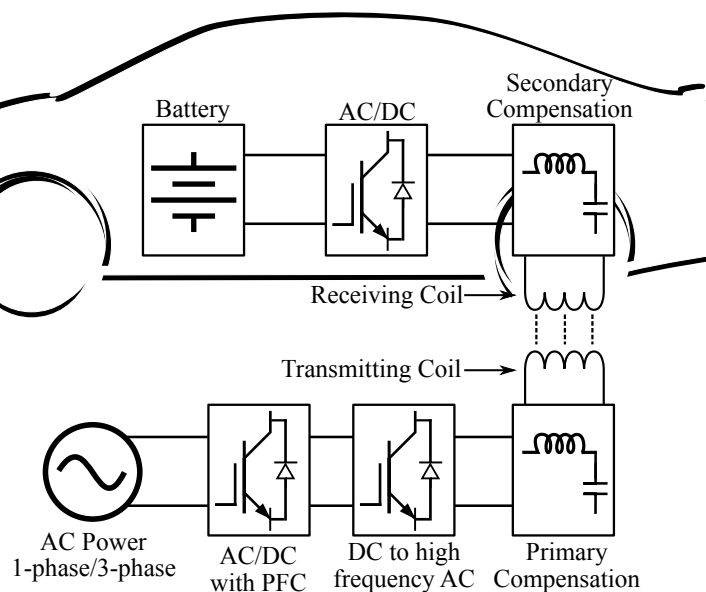 Secondary
Compensation
Battery
AC/DC
Receiving Coil
Transmitting Coil
AC Power
1-phase/3-phase
AC/DC
with PFC
DC to high
frequency AC
Primary
Compensation